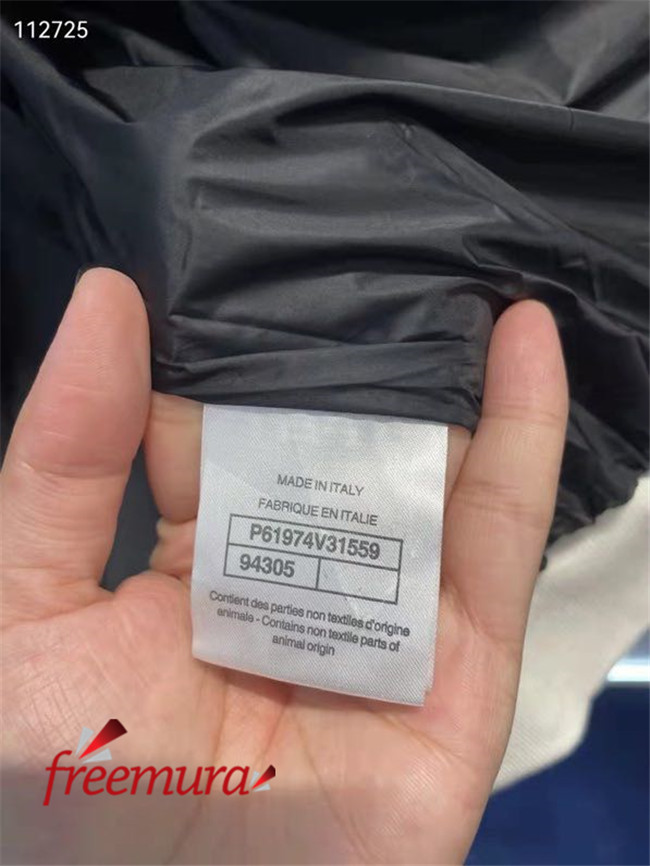 112725
MADE IN ITALY
FABRIQUE EN ITALIE
P61974V31559
94305
Contient des parties non textiles d'origine
animale - Contains non textile parts of
animal origin
freemura